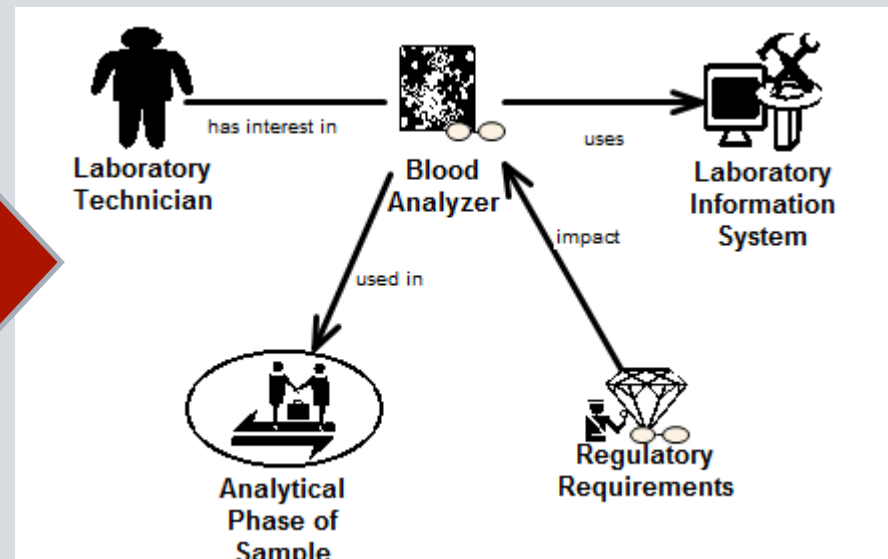 has interest in
uses
Laboratory
Technician
Blood
Analyzer
Laboratory
Information
System
impact
used in
Regulatory
Requirements
Analytical
Phase of
Sample